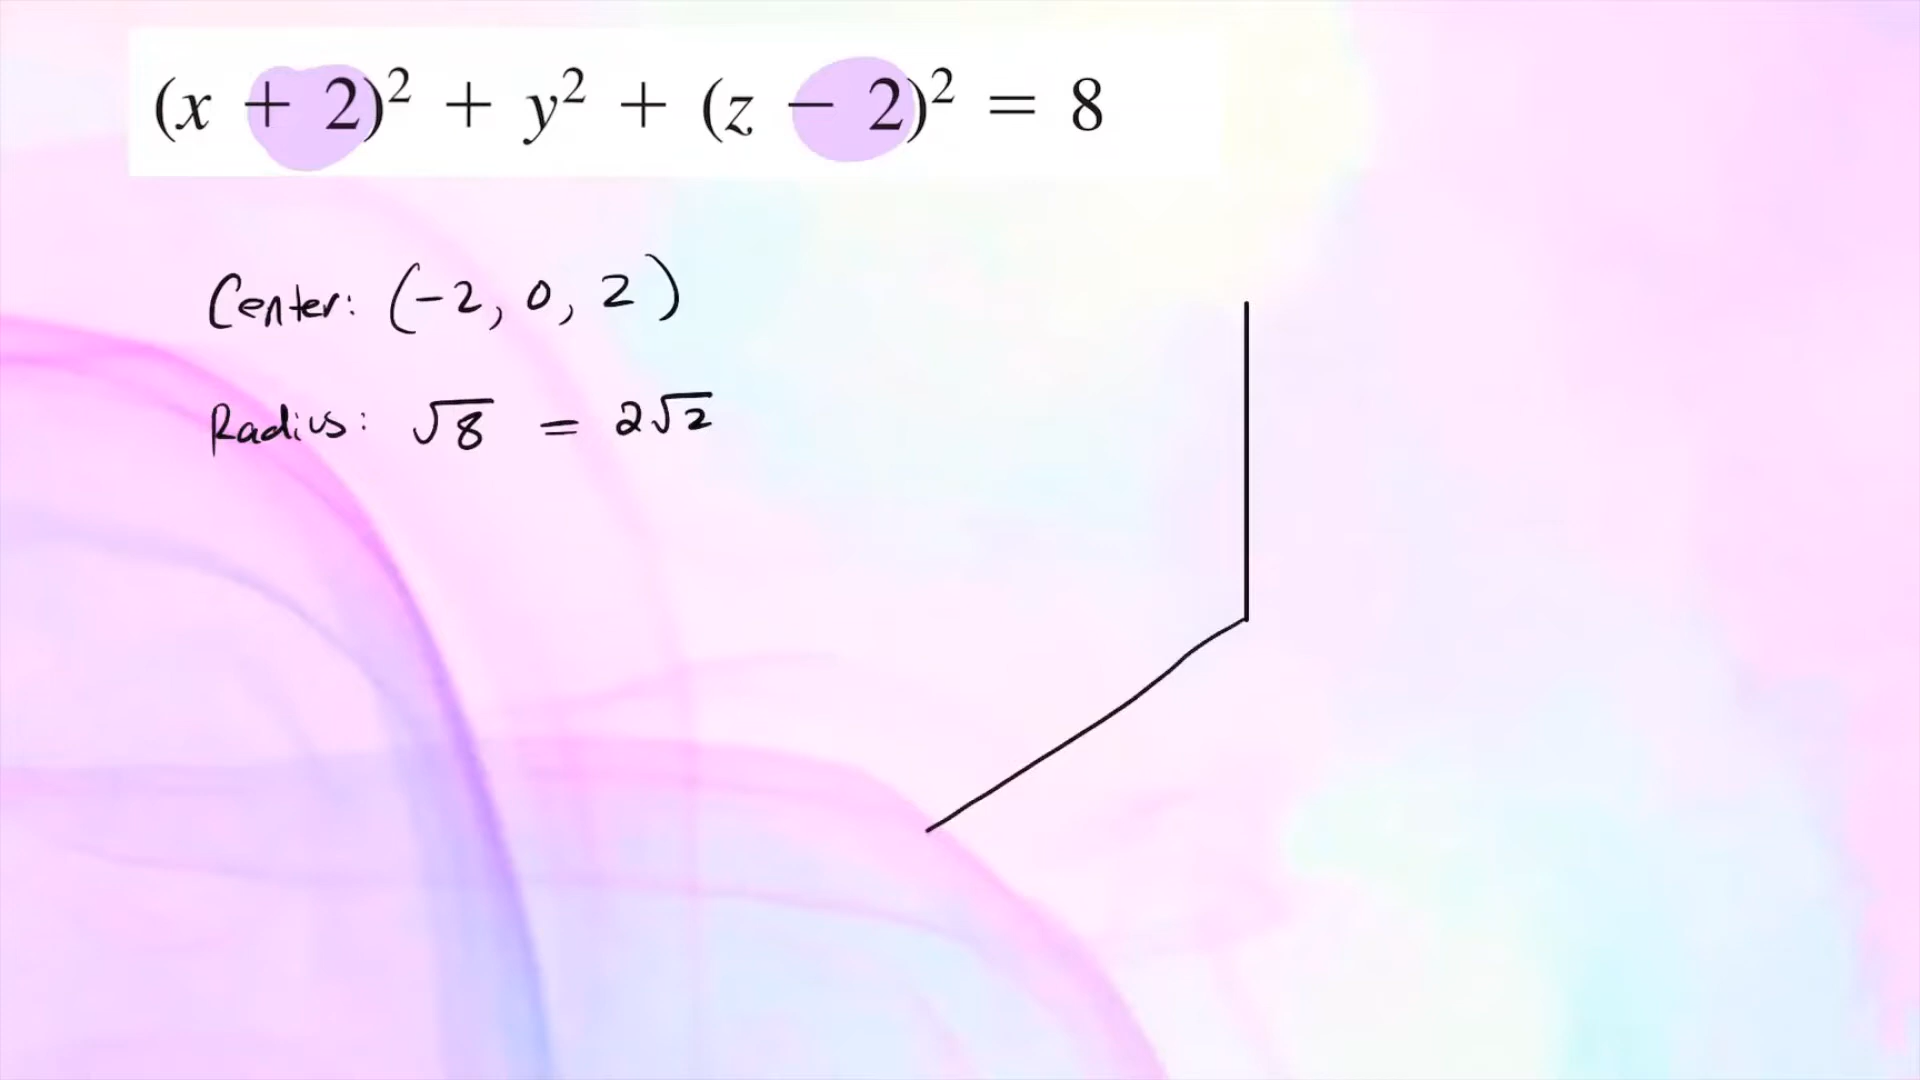 (x + 2)² + y² + (z − 2)² = 8
Center: (-2, 0, 2)
Radius: √8 = 2√2